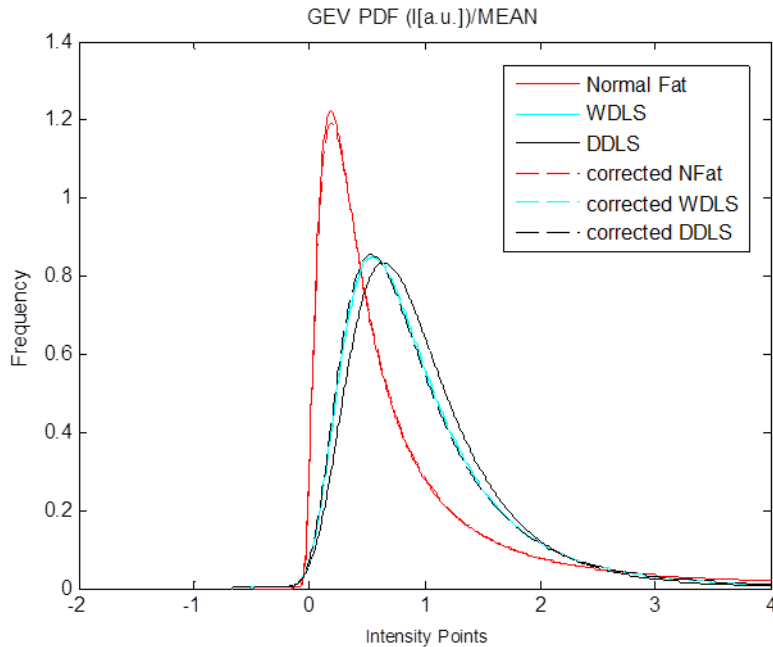 GEV PDF (I[a.u.])/MEAN
1.4
1.2
1
0.8
0.6
0.4
0.2
0
Frequency
Normal Fat
WDLS
DDLS
corrected NFat
corrected WDLS
corrected DDLS
-2 -1 0 1 2 3 4
Intensity Points